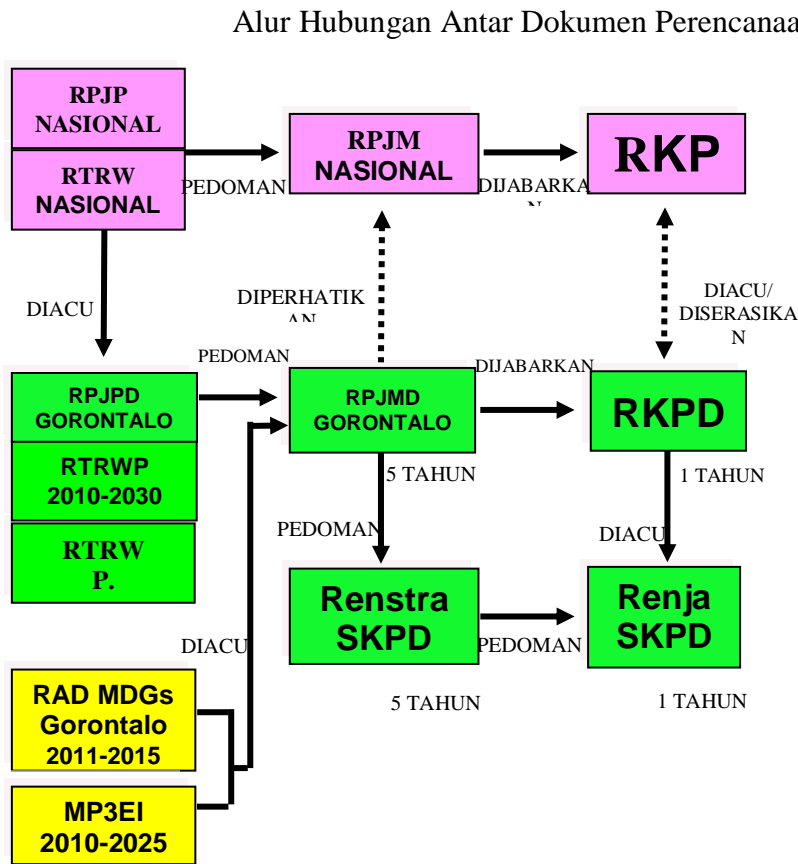 Alur Hubungan Antar Dokumen Perencanaa
RPJP
NASIONAL
RTRW
NASIONAL
PEDOMAN
RPJM
NASIONAL
DIJABARKA
RKP
DIACU
DIPERHATIK
DIACU/
DISERASIKA
N
PEDOMAN
RPJPD
GORONTALO
RTRWP
2010-2030
RTRW
P.
RPJMD
GORONTALO
DIJABARKAN
RKPD
5 TAHUN
1 TAHUN
PEDOMAN
DIACU
Renstra
SKPD
PEDOMAN
Renja
SKPD
5 TAHUN
1 TAHUN
DIACU
RAD MDGs
Gorontalo
2011-2015
MP3EI
2010-2025